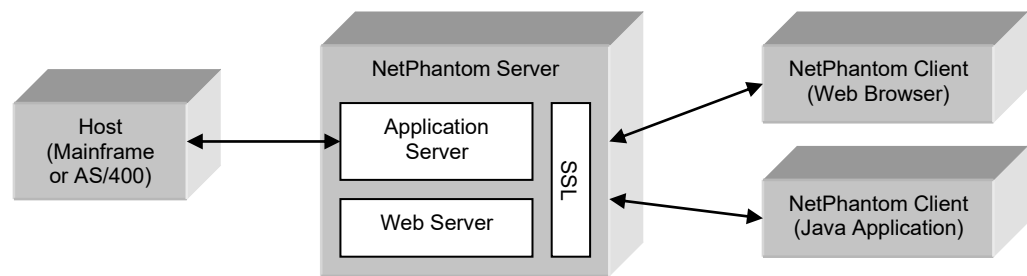 Host
(Mainframe
or AS/400)
NetPhantom Server
Application
Server
Web Server
SSL
NetPhantom Client
(Web Browser)
NetPhantom Client
(Java Application)